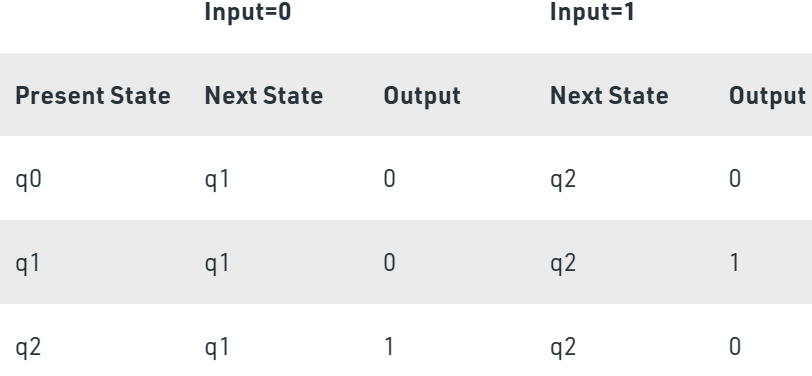 Input=0 Input=1
Present State Next State Output Next State Output
q0 q1 0 q2 0
q1 q1 0 q2 1
q2 q1 1 q2 0